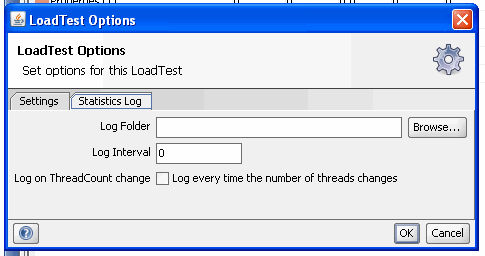 LoadTest Options
LoadTest Options
Set options for this LoadTest
Settings
Statistics Log
Log Folder
Browse...
Log Interval
0
Log on ThreadCount change
Log every time the number of threads changes
?
OK
Cancel